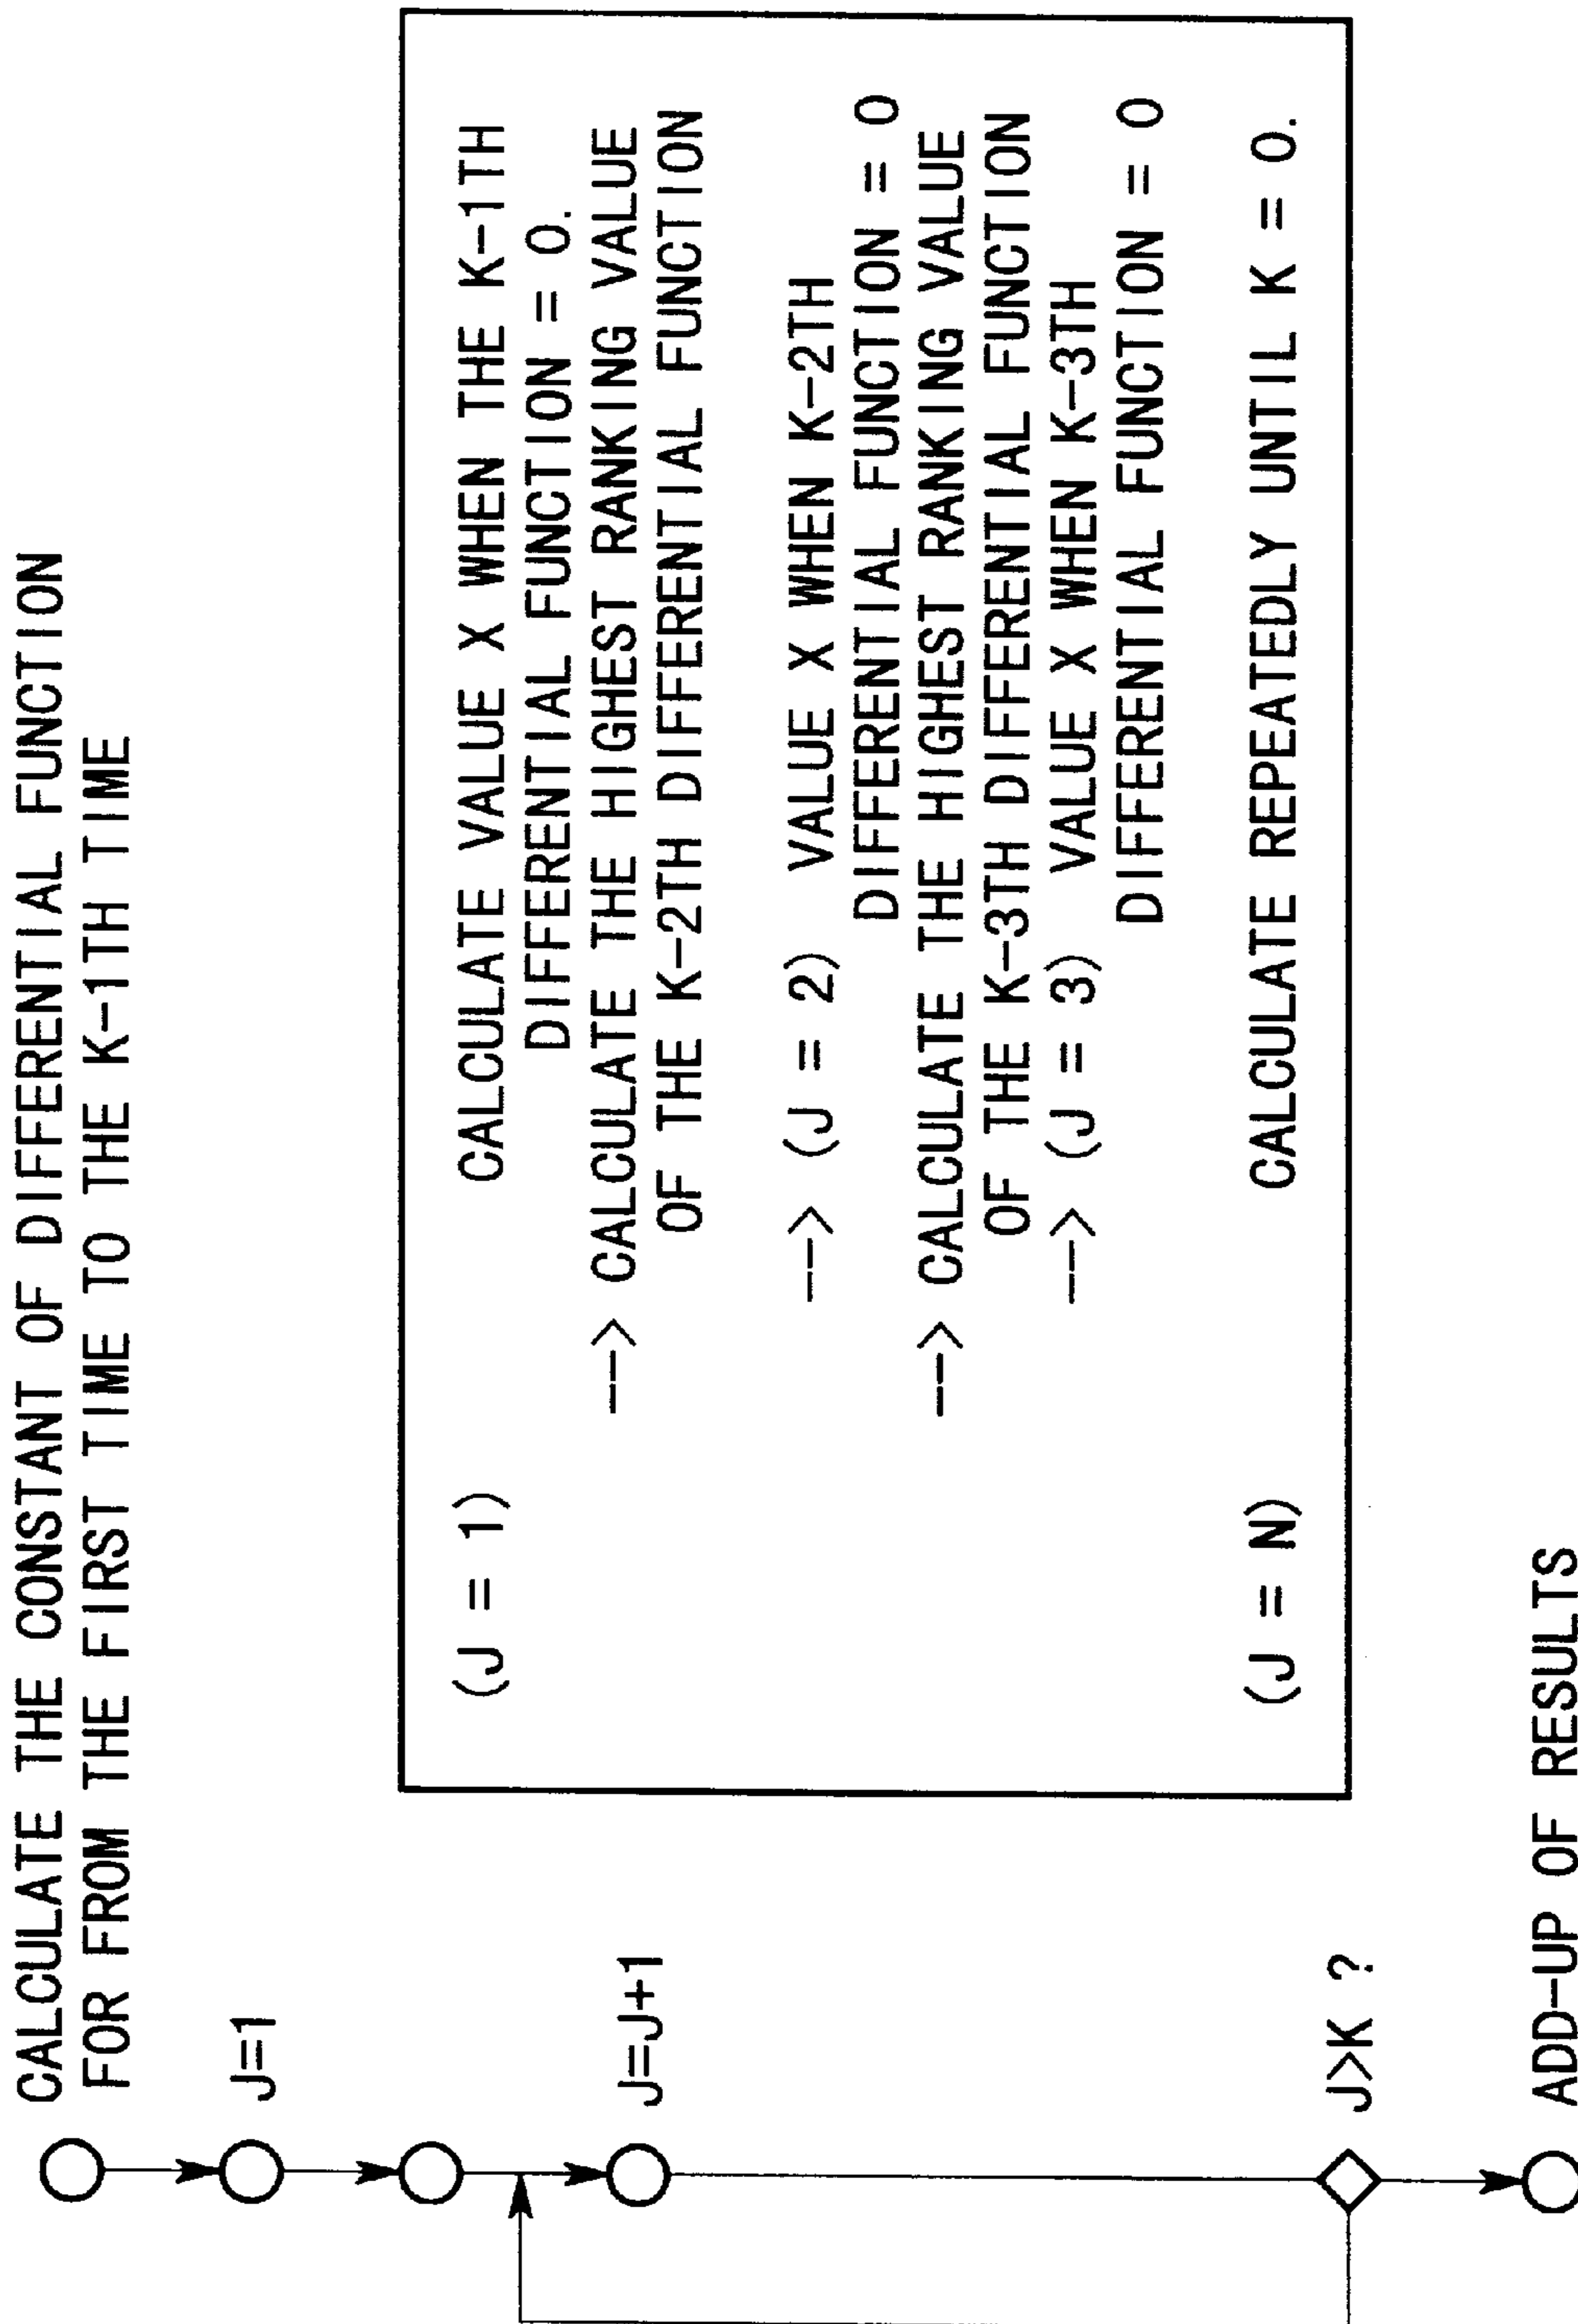 CALCULATE THE CONSTANT OF DIFFERENTIAL FUNCTION
FOR FROM THE FIRST TIME TO THE K-1TH TIME
J=1
(J = 1) CALCULATE VALUE X WHEN THE K-1TH
DIFFERENTIAL FUNCTION = 0.
--> CALCULATE THE HIGHEST RANKING VALUE
OF THE K-2TH DIFFERENTIAL FUNCTION
J=J+1
--> (J = 2) VALUE X WHEN K-2TH
DIFFERENTIAL FUNCTION = 0
--> CALCULATE THE HIGHEST RANKING VALUE
OF THE K-3TH DIFFERENTIAL FUNCTION
--> (J = 3) VALUE X WHEN K-3TH
DIFFERENTIAL FUNCTION = 0
(J = N) CALCULATE REPEATEDLY UNTIL K = 0.
J>K ?
ADD-UP OF RESULTS